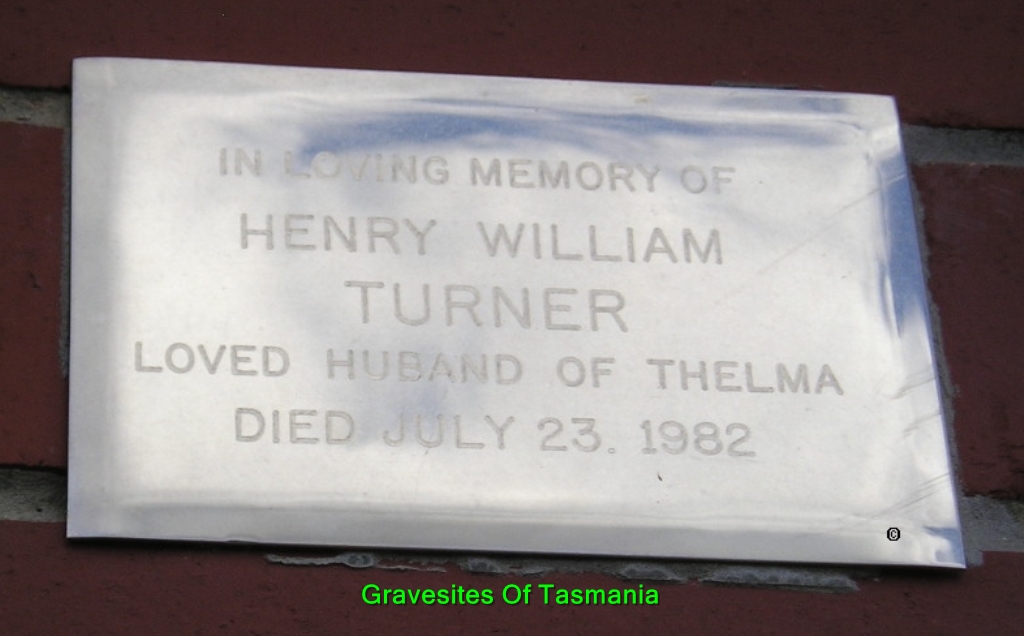 IN LOVING MEMORY OF
HENRY WILLIAM
TURNER
LOVED HUBAND OF THELMA
DIED JULY 23. 1982
©
Gravesites Of Tasmania